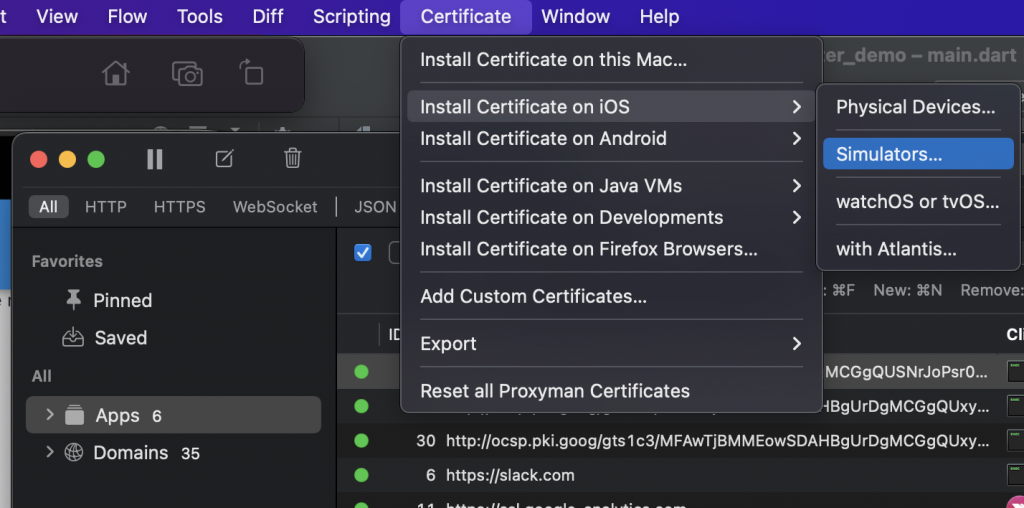 View Flow Tools Diff Scripting Certificate Window Help
Install Certificate on this Mac...
er_demo – main.dart
Install Certificate on iOS
Physical Devices...
Install Certificate on Android
Simulators...
Install Certificate on Java VMs
watchOS or tvOS...
Install Certificate on Developments
Install Certificate on Firefox Browsers...
with Atlantis...
All HTTP HTTPS WebSocket JSON
Favorites
Pinned
Saved
Add Custom Certificates...
: ⌘F New: ⌘N Remove:
ID
Export
Cli
All
MCGgQUSNrJoPsr0...
Reset all Proxyman Certificates
Apps 6
HBgUrDgMCGgQUxy...
Domains 35
30 http://ocsp.pki.goog/gts1c3/MFAwTjBMMEowSDAHBgUrDgMCGgQUxy...
6 https://slack.com